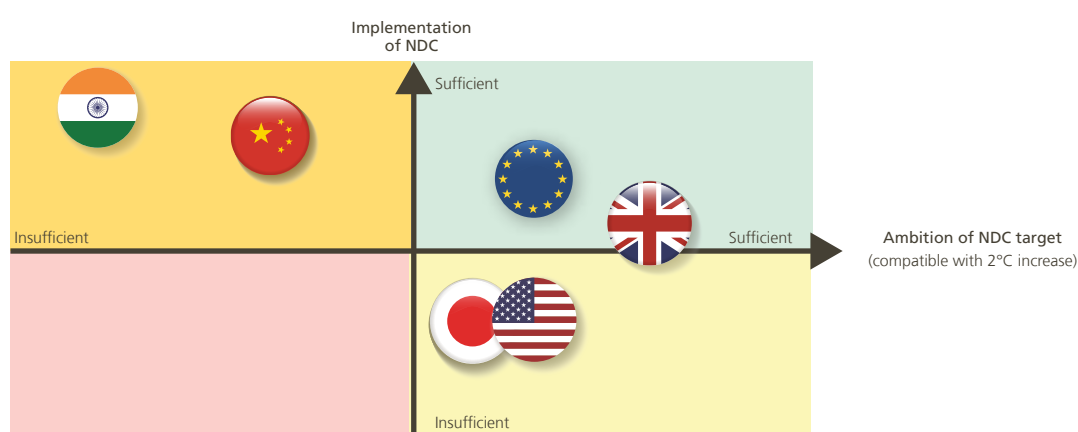 Implementation
of NDC
Sufficient
Insufficient
Sufficient
Ambition of NDC target
(compatible with 2°C increase)
Insufficient